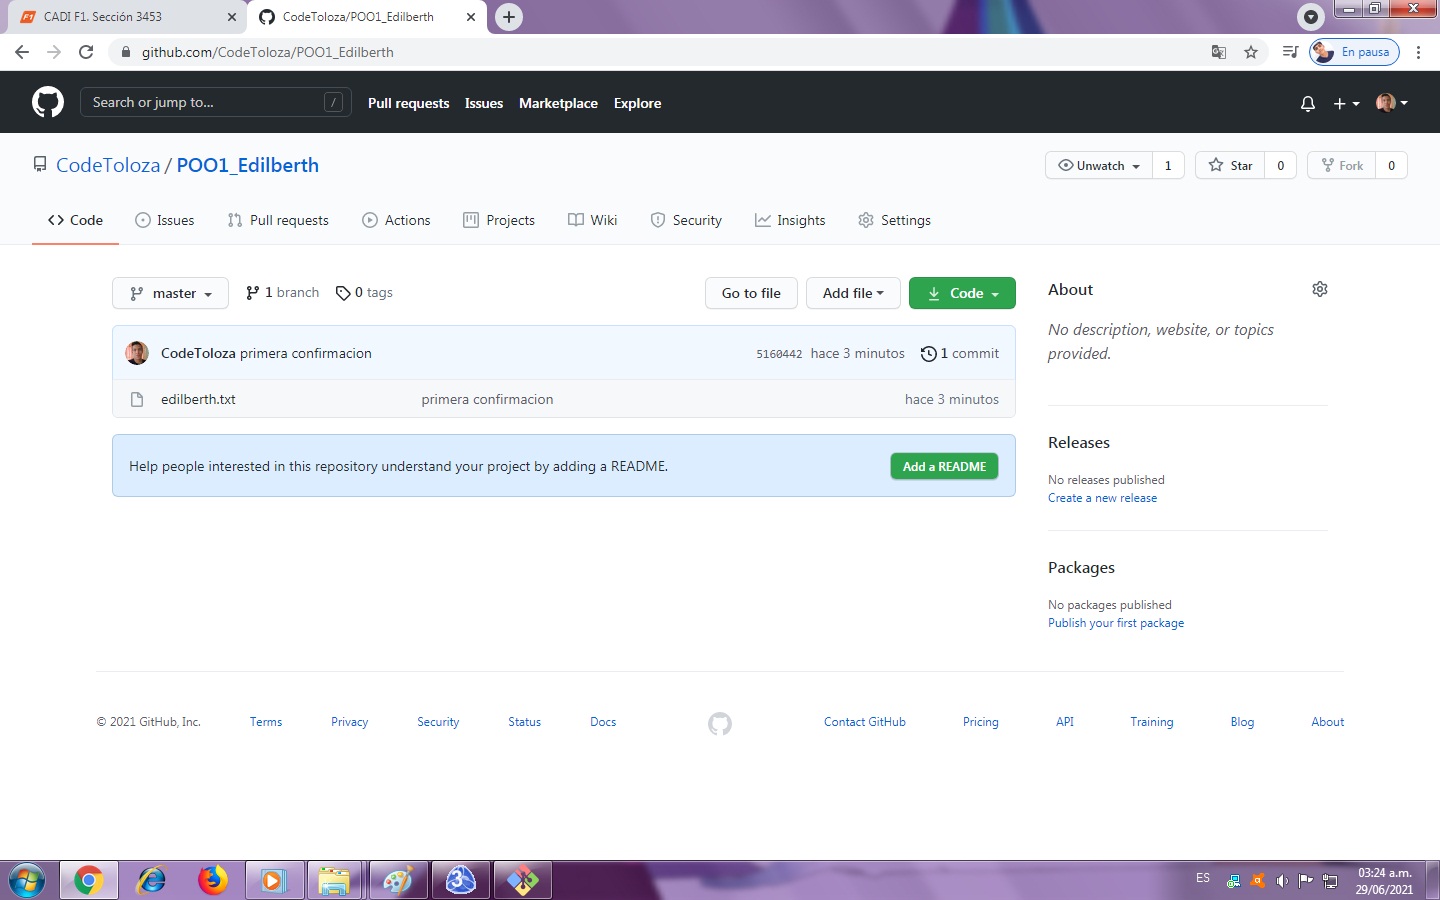 F1 CADI F1. Sección 3453
CodeToloza/POO1_Edilberth
github.com/CodeToloza/POO1_Edilberth
En pausa
Search or jump to...
/
Pull requests Issues Marketplace Explore
CodeToloza / POO1_Edilberth
Unwatch 1 Star 0 Fork 0
Code Issues Pull requests Actions Projects Wiki Security Insights Settings
master 1 branch 0 tags
Go to file Add file Code
CodeToloza primera confirmacion 5160442 hace 3 minutos 1 commit
edilberth.txt primera confirmacion hace 3 minutos
Help people interested in this repository understand your project by adding a README. Add a README
About
No description, website, or topics
provided.
Releases
No releases published
Create a new release
Packages
No packages published
Publish your first package
© 2021 GitHub, Inc. Terms Privacy Security Status Docs Contact GitHub Pricing API Training Blog About
ES
03:24 a.m.
29/06/2021